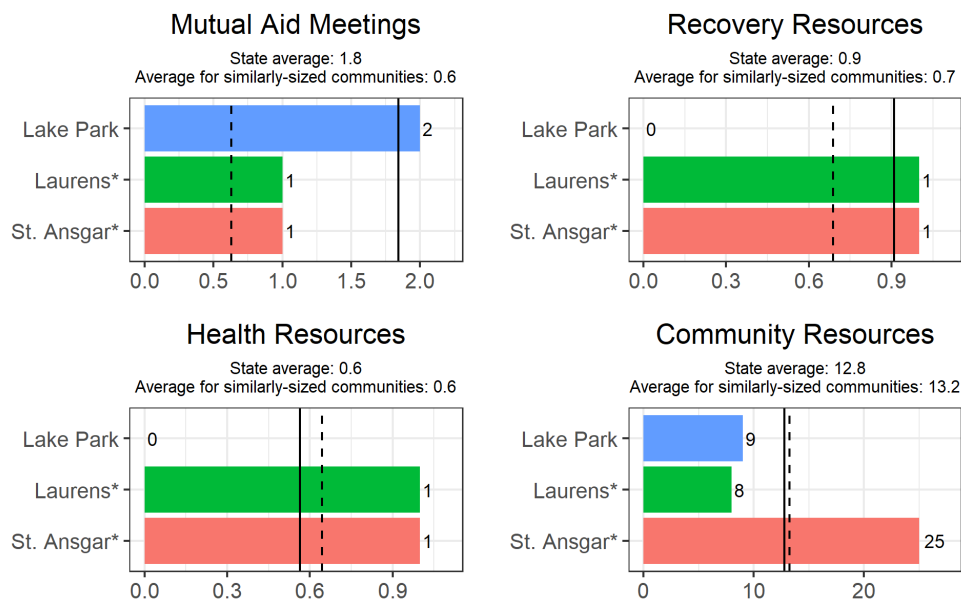 Mutual Aid Meetings
State average: 1.8
Average for similarly-sized communities: 0.6
Lake Park
2
Laurens*
1
St. Ansgar*
1
0.0 0.5 1.0 1.5 2.0
Recovery Resources
State average: 0.9
Average for similarly-sized communities: 0.7
Lake Park
0
Laurens*
1
St. Ansgar*
1
0.0 0.3 0.6 0.9
Health Resources
State average: 0.6
Average for similarly-sized communities: 0.6
Lake Park
0
Laurens*
1
St. Ansgar*
1
0.0 0.3 0.6 0.9
Community Resources
State average: 12.8
Average for similarly-sized communities: 13.2
Lake Park
9
Laurens*
8
St. Ansgar*
25
0 10 20